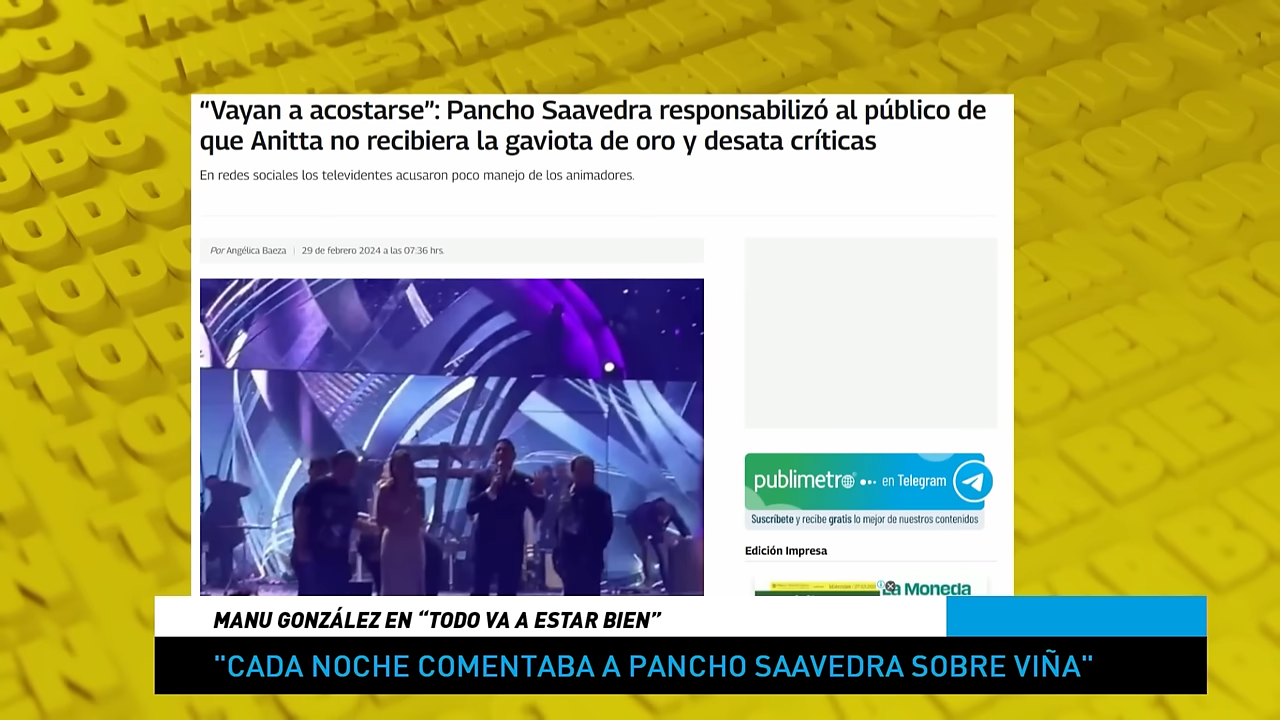 “Vayan a acostarse”: Pancho Saavedra responsabilizó al público de
que Anitta no recibiera la gaviota de oro y desata críticas
En redes sociales los televidentes acusaron poco manejo de los animadores.
Por Angélica Baeza | 29 de febrero 2024 a las 07:36 hrs.
publimetro en Telegram
Suscríbete y recibe gratis lo mejor de nuestros contenidos
Edición Impresa
La Moneda
MANU GONZÁLEZ EN “TODO VA A ESTAR BIEN”
"CADA NOCHE COMENTABA A PANCHO SAAVEDRA SOBRE VIÑA"